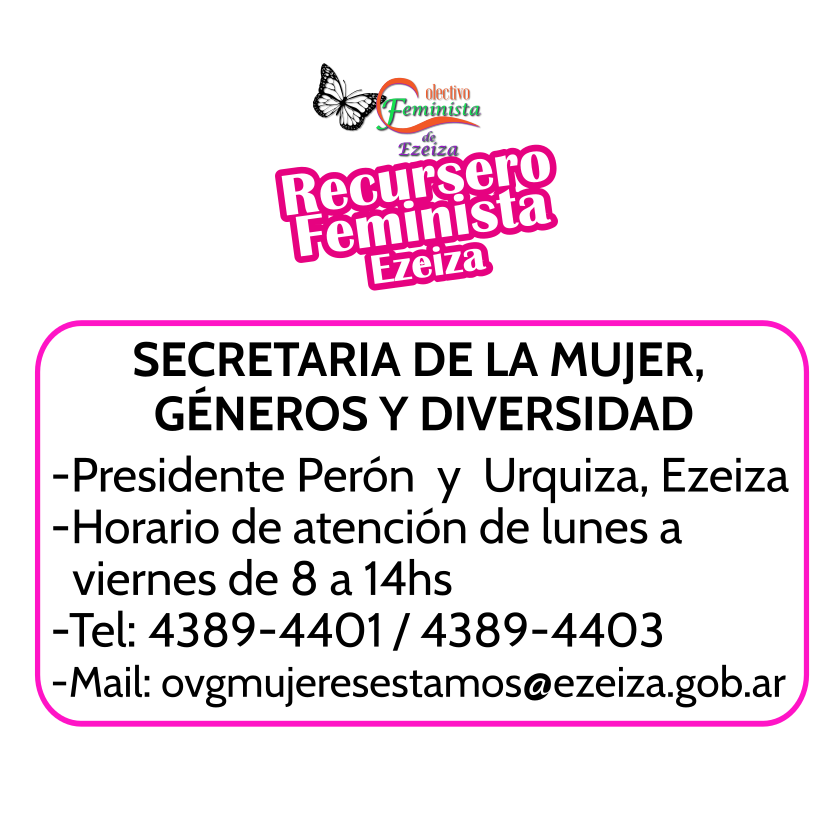 Colectivo
Feminista
de
Ezeiza
Recursero
Feminista
Ezeiza
SECRETARIA DE LA MUJER,
GÉNEROS Y DIVERSIDAD
-Presidente Perón y Urquiza, Ezeiza
-Horario de atención de lunes a
viernes de 8 a 14hs
-Tel: 4389-4401 / 4389-4403
-Mail: ovgmujeresestamos@ezeiza.gob.ar